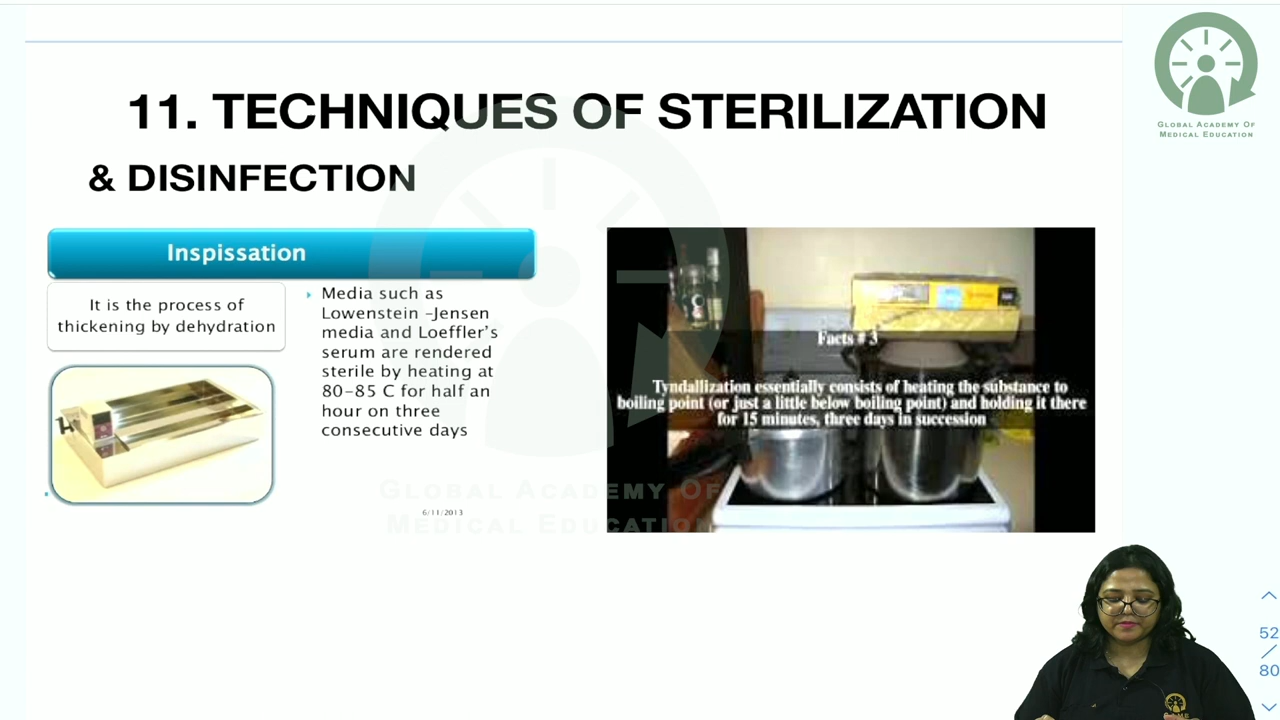 GLOBAL ACADEMY OF
MEDICAL EDUCATION
11. TECHNIQUES OF STERILIZATION
& DISINFECTION
Inspissation
It is the process of
thickening by dehydration
Media such as
Lowenstein –Jensen
media and Loeffler's
serum are rendered
sterile by heating at
80-85 C for half an
hour on three
consecutive days
6/11/2013
Facts # 3
Tyndallization essentially consists of heating the substance to
boiling point (or just a little below boiling point) and holding it there
for 15 minutes, three days in succession
GLOBAL ACADEMY OF
MEDICAL EDUCATION
52
/
80